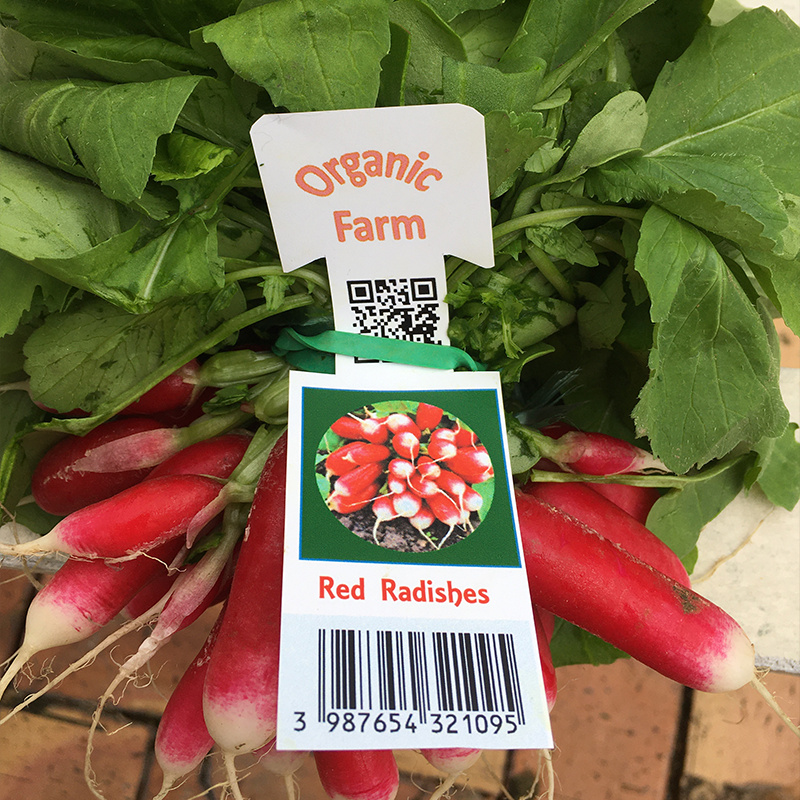 Organic
Farm
Red Radishes
3 987654 321095